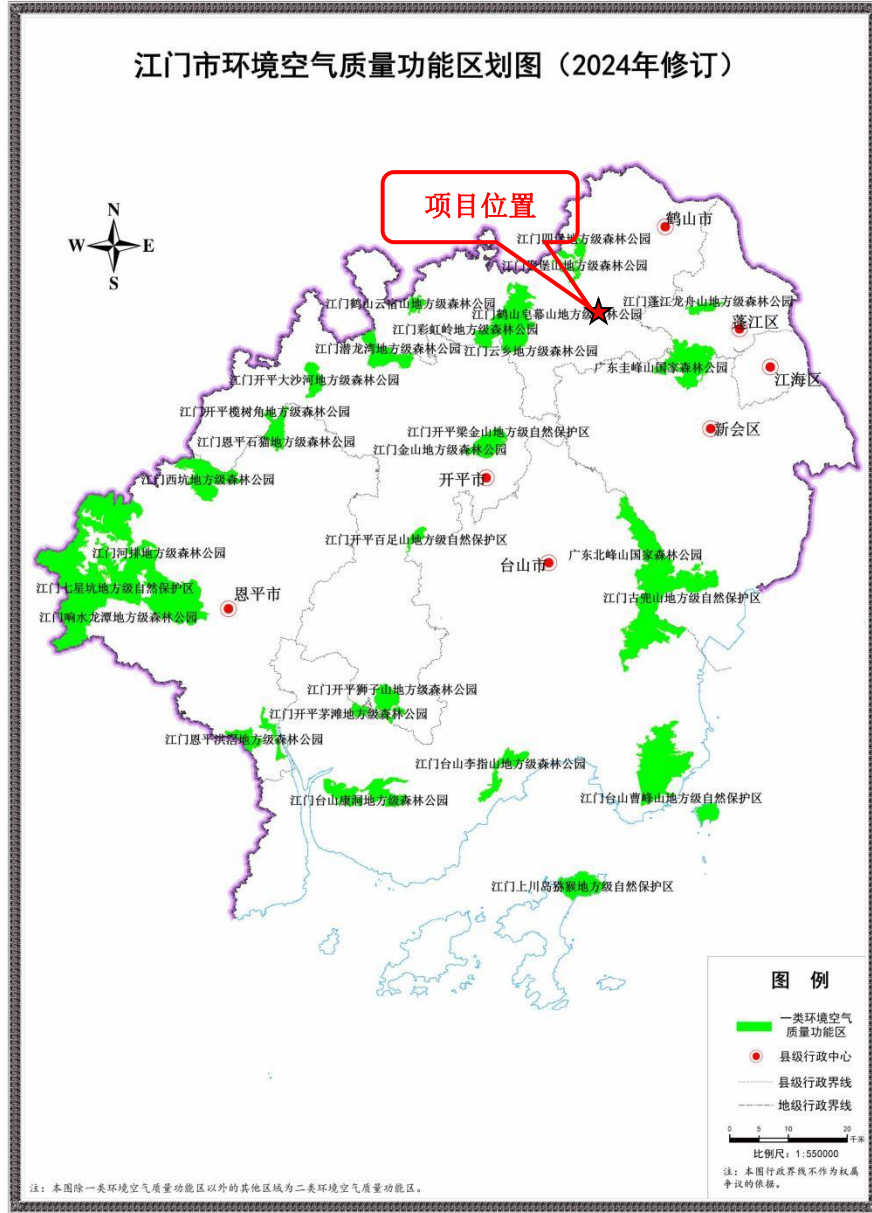 江门市环境空气质量功能区划图（2024年修订）
项目位置
N
W
E
S
鹤山市
江门四堡地方级森林公园
地方级森林公园
江门鹤山云宿山地方级森林公园
江门蓬江龙舟山地方级森林公园
江门鹤山皂幕山地方级森林公园
蓬江区
江门彩虹岭地方级森林公园
江门潜龙湾地方级森林公园
江门云乡地方级森林公园
广东圭峰山国家森林公园
江海区
江门开平大沙河地方级森林公园
江门开平榄树角地方级森林公园
新会区
江门开平梁金山地方级自然保护区
江门恩平石猫地方级森林公园
江门金山地方级森林公园
江门西坑地方级森林公园
开平市
江门开平百足山地方级自然保护区
江门河排地方级森林公园
广东北峰山国家森林公园
台山市
江门七星坑地方级自然保护区
恩平市
江门古兜山地方级自然保护区
江门响水龙潭地方级森林公园
江门开平狮子山地方级森林公园
江门开平茅滩地方级森林公园
江门恩平洪滘地方级森林公园
江门台山李指山地方级森林公园
江门台山康洞地方级森林公园
江门台山曹峰山地方级自然保护区
江门上川岛猕猴地方级自然保护区
图 例
一类环境空气
质量功能区
县级行政中心
县级行政界线
地级行政界线
0 5 10 20
千米
比例尺：1:550000
注：本图行政界线不作为权属
争议的依据。
注：本图除一类环境空气质量功能区以外的其他区域为二类环境空气质量功能区。